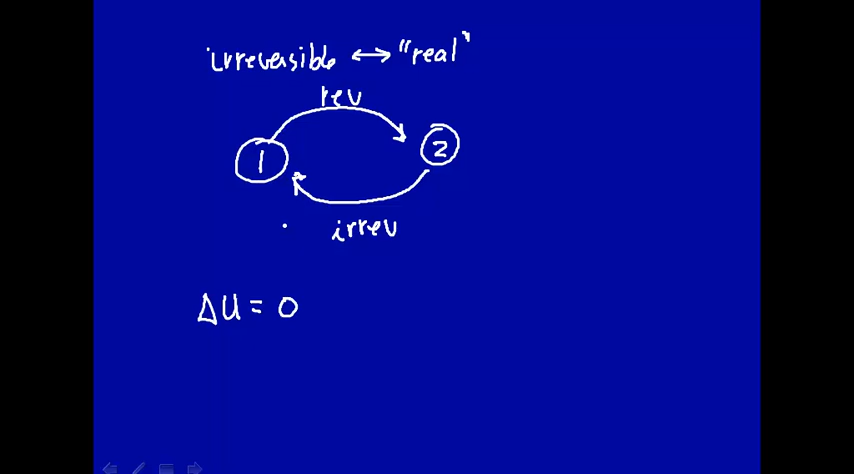 irreversible ↔ "real"
rev
1
2
irrev
ΔU = 0